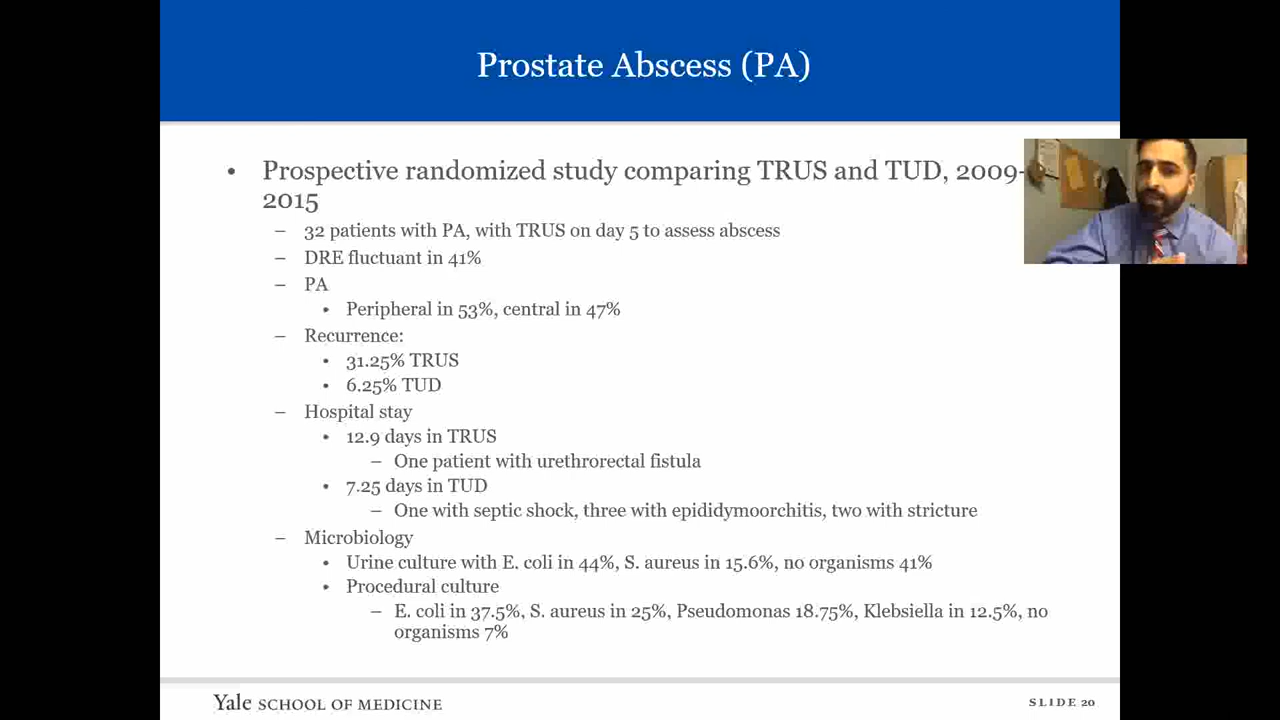 Prostate Abscess (PA)
• Prospective randomized study comparing TRUS and TUD, 2009-
2015
– 32 patients with PA, with TRUS on day 5 to assess abscess
– DRE fluctuant in 41%
– PA
• Peripheral in 53%, central in 47%
– Recurrence:
• 31.25% TRUS
• 6.25% TUD
– Hospital stay
• 12.9 days in TRUS
– One patient with urethrorectal fistula
• 7.25 days in TUD
– One with septic shock, three with epididymoorchitis, two with stricture
– Microbiology
• Urine culture with E. coli in 44%, S. aureus in 15.6%, no organisms 41%
• Procedural culture
– E. coli in 37.5%, S. aureus in 25%, Pseudomonas 18.75%, Klebsiella in 12.5%, no
organisms 7%
Yale SCHOOL OF MEDICINE
SLIDE 20